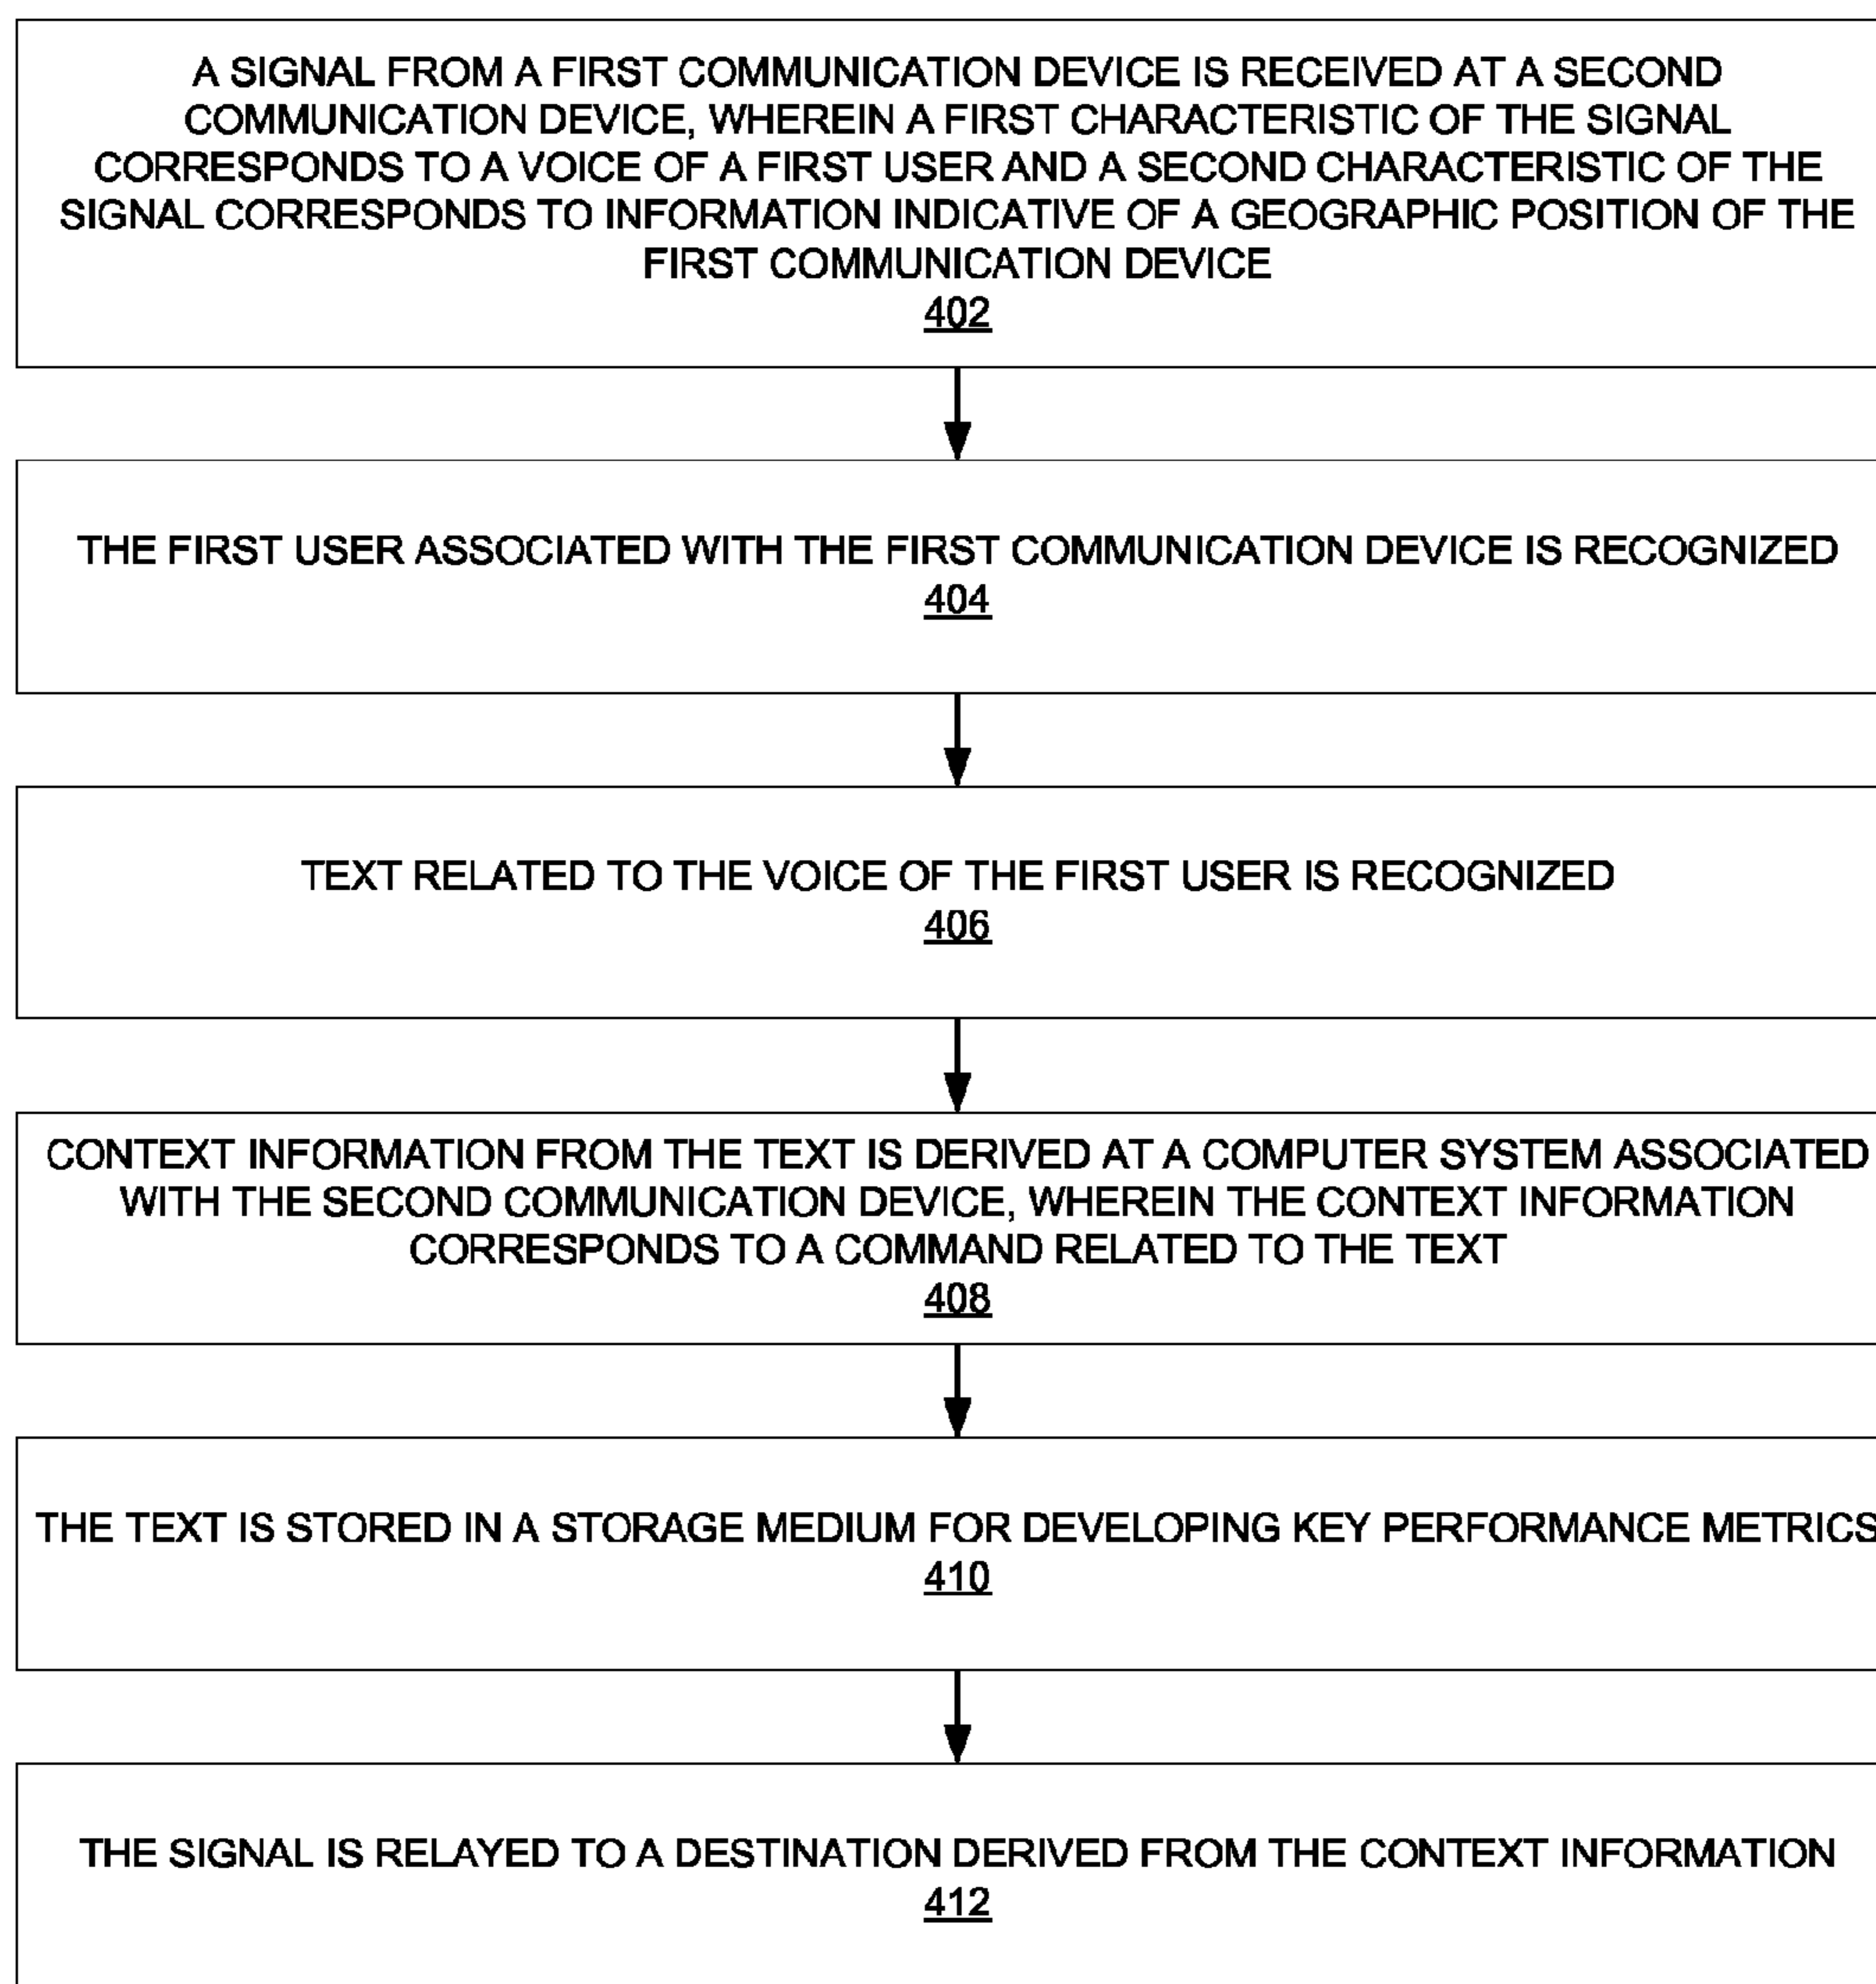 A SIGNAL FROM A FIRST COMMUNICATION DEVICE IS RECEIVED AT A SECOND
COMMUNICATION DEVICE, WHEREIN A FIRST CHARACTERISTIC OF THE SIGNAL
CORRESPONDS TO A VOICE OF A FIRST USER AND A SECOND CHARACTERISTIC OF THE
SIGNAL CORRESPONDS TO INFORMATION INDICATIVE OF A GEOGRAPHIC POSITION OF THE
FIRST COMMUNICATION DEVICE
402
THE FIRST USER ASSOCIATED WITH THE FIRST COMMUNICATION DEVICE IS RECOGNIZED
404
TEXT RELATED TO THE VOICE OF THE FIRST USER IS RECOGNIZED
406
CONTEXT INFORMATION FROM THE TEXT IS DERIVED AT A COMPUTER SYSTEM ASSOCIATED
WITH THE SECOND COMMUNICATION DEVICE, WHEREIN THE CONTEXT INFORMATION
CORRESPONDS TO A COMMAND RELATED TO THE TEXT
408
THE TEXT IS STORED IN A STORAGE MEDIUM FOR DEVELOPING KEY PERFORMANCE METRICS
410
THE SIGNAL IS RELAYED TO A DESTINATION DERIVED FROM THE CONTEXT INFORMATION
412